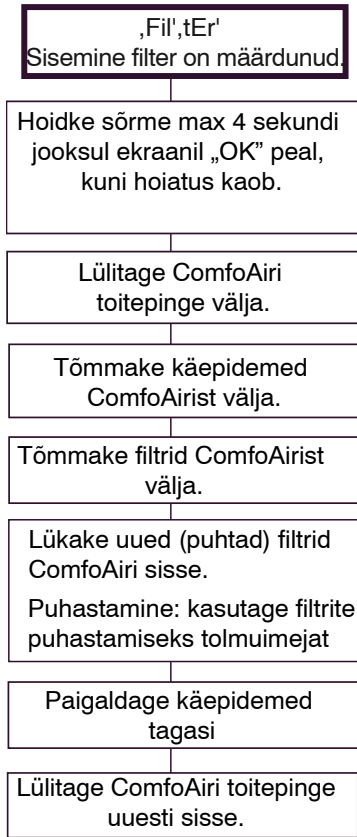 ‚Fil'‚tEr'
Sisemine filter on määrdunud.
Hoidke sõrme max 4 sekundi
jooksul ekraanil „OK” peal,
kuni hoiatus kaob.
Lülitage ComfoAiri
toitepinge välja.
Tõmmake käepidemed
ComfoAirist välja.
Tõmmake filtrid ComfoAirist
välja.
Lükake uued (puhtad) filtrid
ComfoAiri sisse.
Puhastamine: kasutage filtrite
puhastamiseks tolmuimejat
Paigaldage käepidemed
tagasi
Lülitage ComfoAiri toitepinge
uuesti sisse.